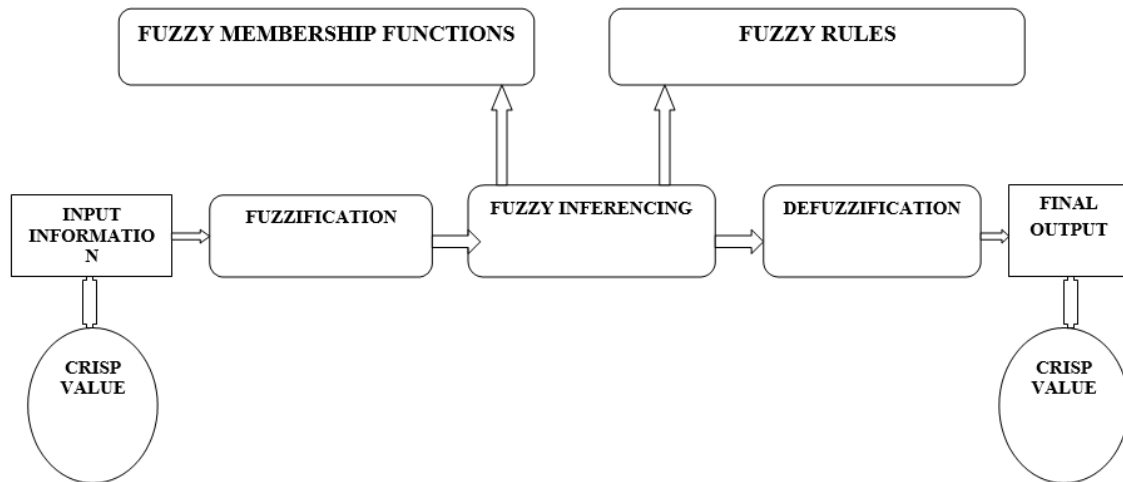 FUZZY MEMBERSHIP FUNCTIONS
FUZZY RULES
INPUT
INFORMATIO
N
FUZZIFICATION
FUZZY INFERENCING
DEFUZZIFICATION
FINAL
OUTPUT
CRISP
VALUE
CRISP
VALUE